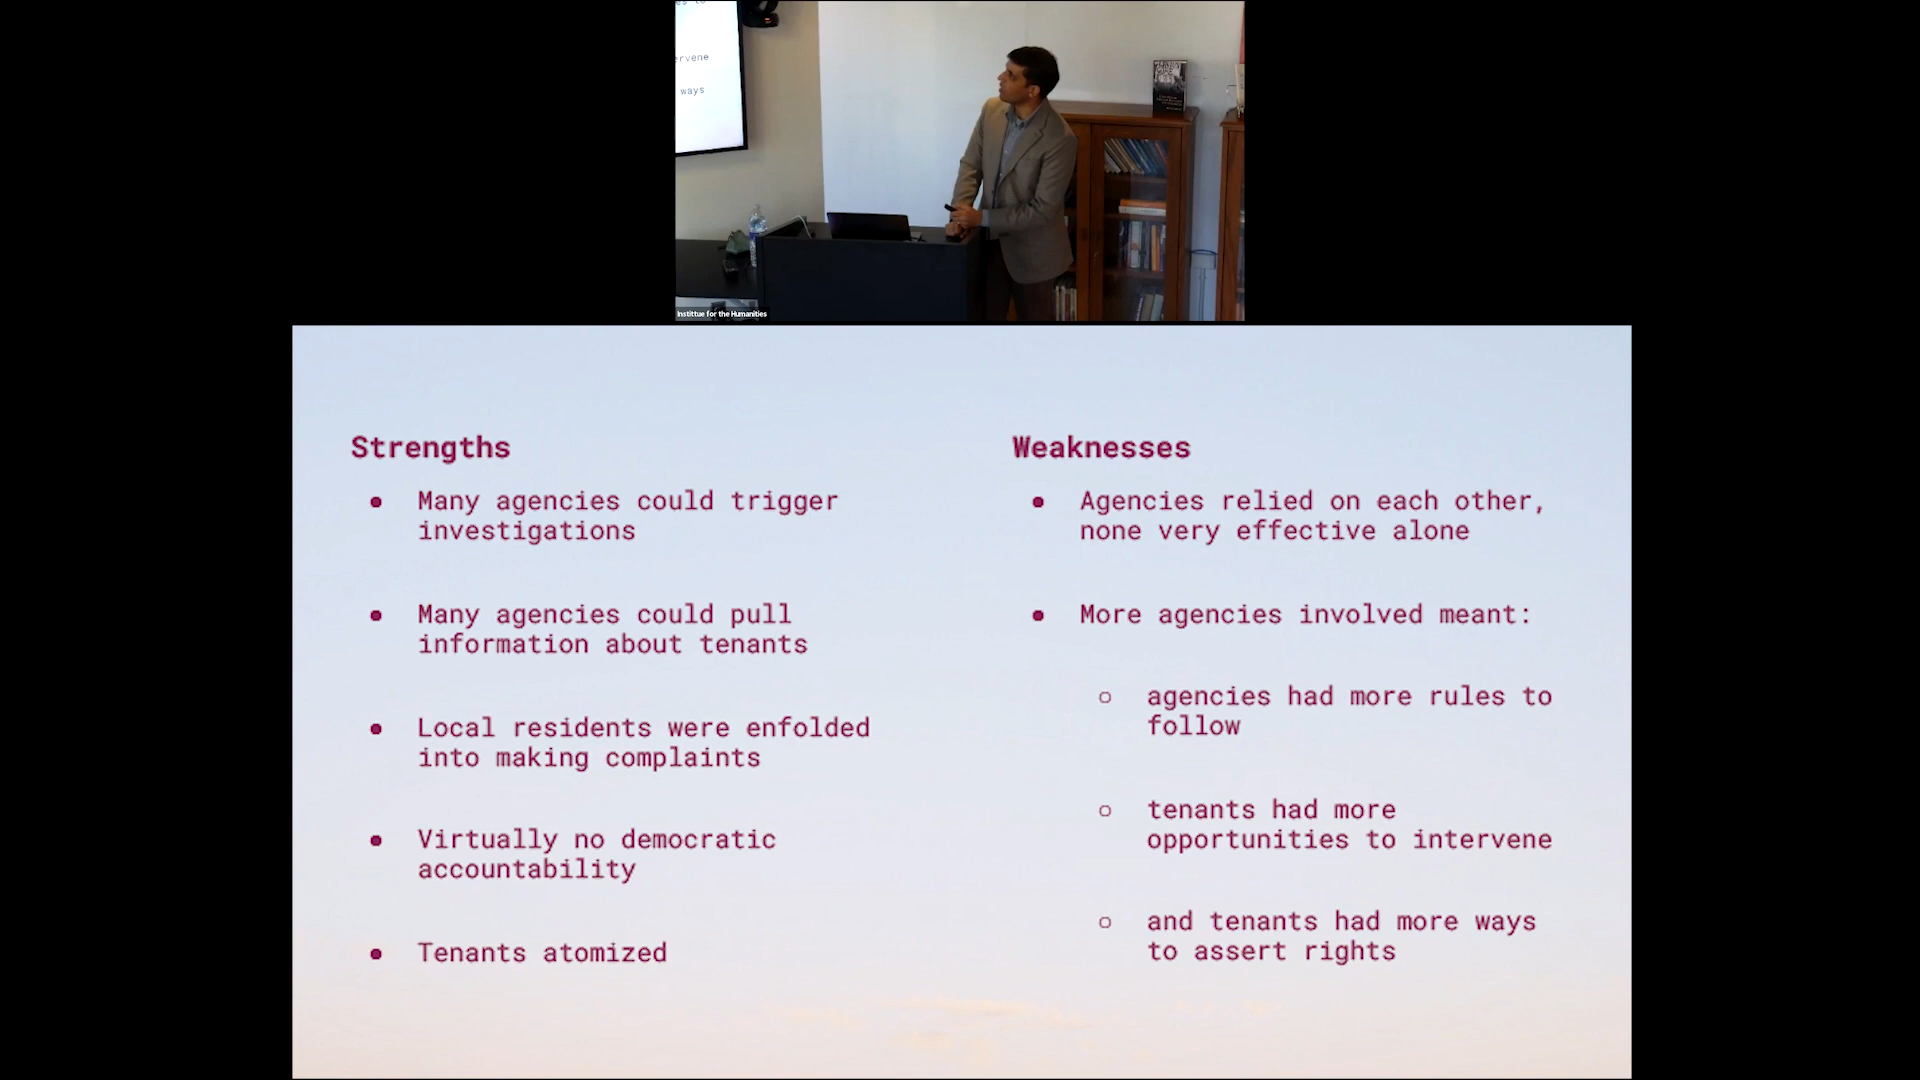 ervene
ways
Instittue for the Humanities
Strengths
Many agencies could trigger
investigations
Many agencies could pull
information about tenants
Local residents were enfolded
into making complaints
Virtually no democratic
accountability
Tenants atomized
Weaknesses
Agencies relied on each other,
none very effective alone
More agencies involved meant:
agencies had more rules to
follow
tenants had more
opportunities to intervene
and tenants had more ways
to assert rights